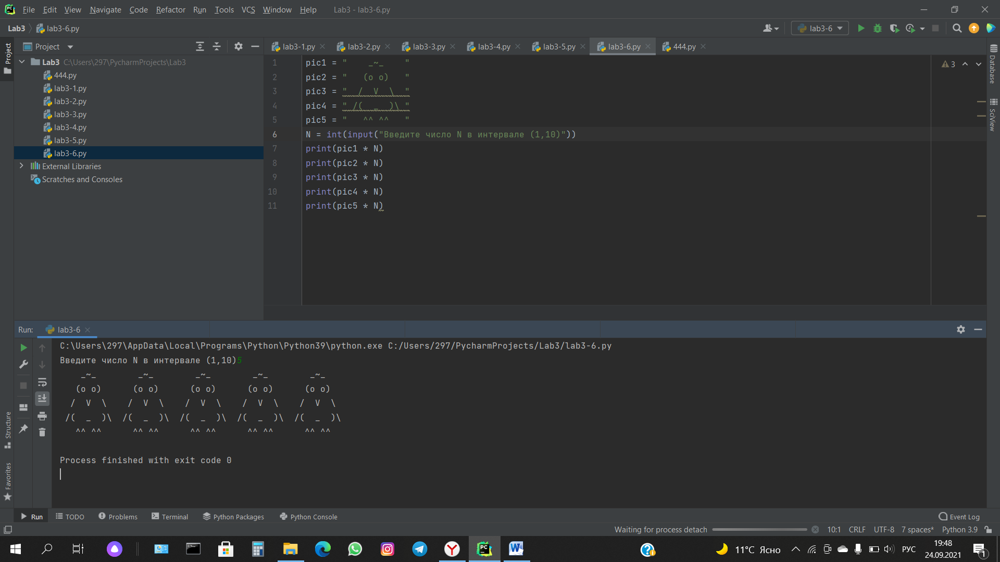 File Edit View Navigate Code Refactor Run Tools VCS Window Help Lab3 - lab3-6.py
Lab3 lab3-6.py lab3-6
Project
Lab3 C:\Users\297\PycharmProjects\Lab3
444.py
lab3-1.py
lab3-2.py
lab3-3.py
lab3-4.py
lab3-5.py
lab3-6.py
External Libraries
Scratches and Consoles
lab3-1.py lab3-2.py lab3-3.py lab3-4.py lab3-5.py lab3-6.py 444.py
1 pic1 = "    _~_    "
2 pic2 = "   (o o)   "
3 pic3 = "  /  V  \  "
4 pic4 = " /(  _  )\ "
5 pic5 = "   ^^ ^^   "
6 N = int(input("Введите число N в интервале (1,10)"))
7 print(pic1 * N)
8 print(pic2 * N)
9 print(pic3 * N)
10 print(pic4 * N)
11 print(pic5 * N)
3
Project
Structure
Favorites
Database
SciView
Run: lab3-6
C:\Users\297\AppData\Local\Programs\Python\Python39\python.exe C:/Users/297/PycharmProjects/Lab3/lab3-6.py
Введите число N в интервале (1,10)5
    _~_        _~_        _~_        _~_        _~_
   (o o)      (o o)      (o o)      (o o)      (o o)
  /  V  \    /  V  \    /  V  \    /  V  \    /  V  \
 /(  _  )\  /(  _  )\  /(  _  )\  /(  _  )\  /(  _  )\
   ^^ ^^      ^^ ^^      ^^ ^^      ^^ ^^      ^^ ^^
Process finished with exit code 0
Run TODO Problems Terminal Python Packages Python Console Event Log
Waiting for process detach 10:1 CRLF UTF-8 7 spaces* Python 3.9
11°C Ясно РУС 19:48
24.09.2021
1